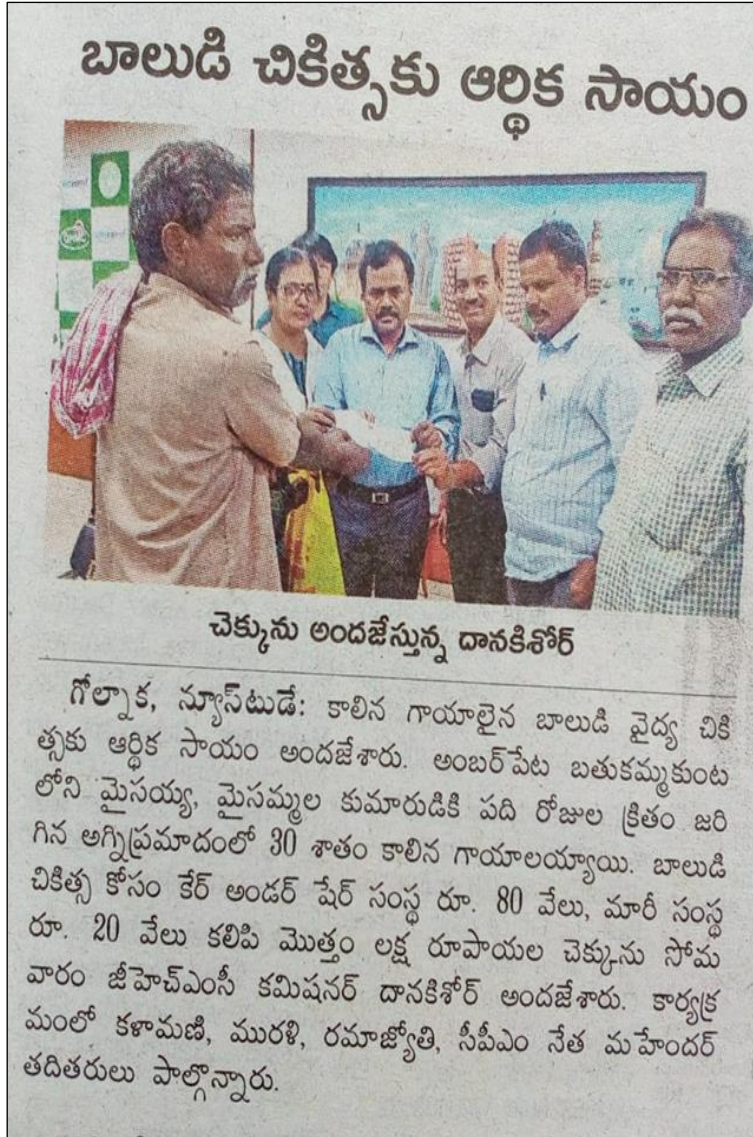 బాలుడి చికిత్సకు ఆర్థిక సాయం
చెక్కును అందజేస్తున్న దానకిశోర్
గోల్నాక, న్యూస్‌టుడే: కాలిన గాయాలైన బాలుడి వైద్య చికి
త్సకు ఆర్థిక సాయం అందజేశారు. అంబర్‌పేట బతుకమ్మకుంట
లోని మైసయ్య, మైసమ్మల కుమారుడికి పది రోజుల క్రితం జరి
గిన అగ్నిప్రమాదంలో 30 శాతం కాలిన గాయాలయ్యాయి. బాలుడి
చికిత్స కోసం కేర్ అండర్ షేర్ సంస్థ రూ. 80 వేలు, మారీ సంస్థ
రూ. 20 వేలు కలిపి మొత్తం లక్ష రూపాయల చెక్కును సోమ
వారం జీహెచ్‌ఎంసీ కమిషనర్ దానకిశోర్ అందజేశారు. కార్యక్ర
మంలో కళామణి, మురళి, రమాజ్యోతి, సీపీఎం నేత మహేందర్
తదితరులు పాల్గొన్నారు.